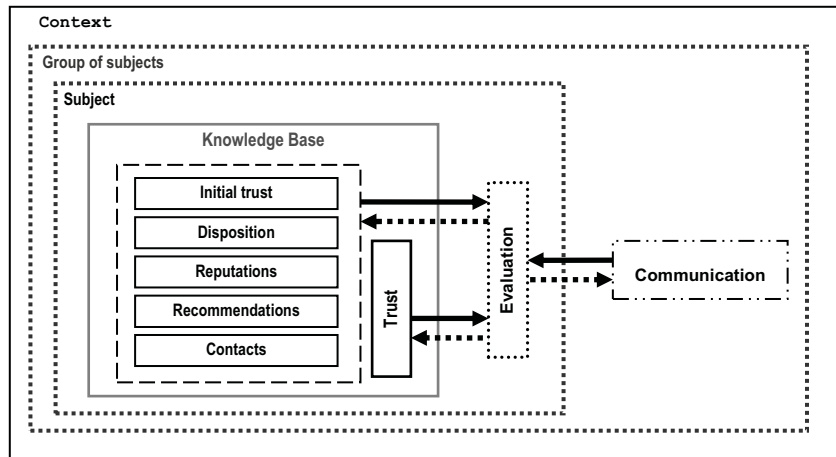 Context
Group of subjects
Subject
Knowledge Base
Initial trust
Disposition
Reputations
Recommendations
Contacts
Trust
Evaluation
Communication